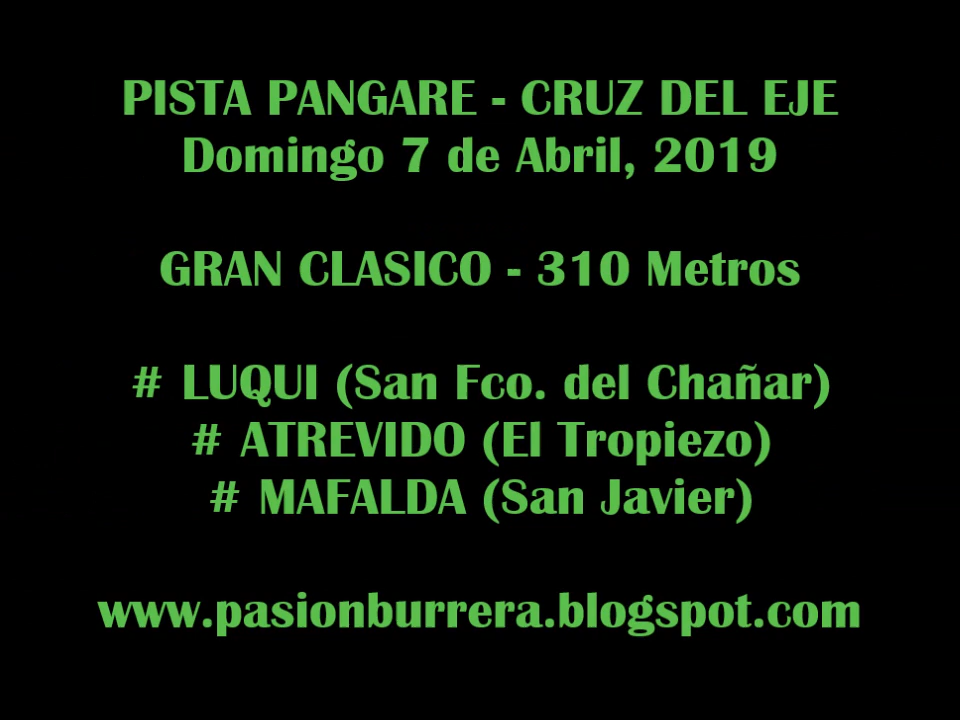 PISTA PANGARE - CRUZ DEL EJE
Domingo 7 de Abril, 2019
GRAN CLASICO - 310 Metros
# LUQUI (San Fco. del Chañar)
# ATREVIDO (El Tropiezo)
# MAFALDA (San Javier)
www.pasionburrera.blogspot.com